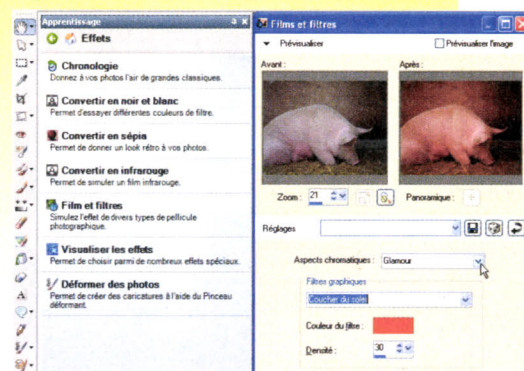 Apprentissage
Effets
Chronologie
Donnez à vos photos l'air de grandes classiques.
Convertir en noir et blanc
Permet d'essayer différentes couleurs de filtre.
Convertir en sépia
Permet de donner un look rétro à vos photos.
Convertir en infrarouge
Permet de simuler un film infrarouge.
Film et filtres
Simulez l'effet de divers types de pellicule
photographique.
Visualiser les effets
Permet de choisir parmi de nombreux effets spéciaux.
Déformer des photos
Permet de créer des caricatures à l'aide du Pinceau
déformant.
Films et filtres
Prévisualiser
Prévisualiser l'image
Avant :
Après :
Zoom : 21
Panoramique :
Réglages
Aspects chromatiques : Glamour
Filtres graphiques
Coucher du soleil
Couleur du filtre :
Densité : 30